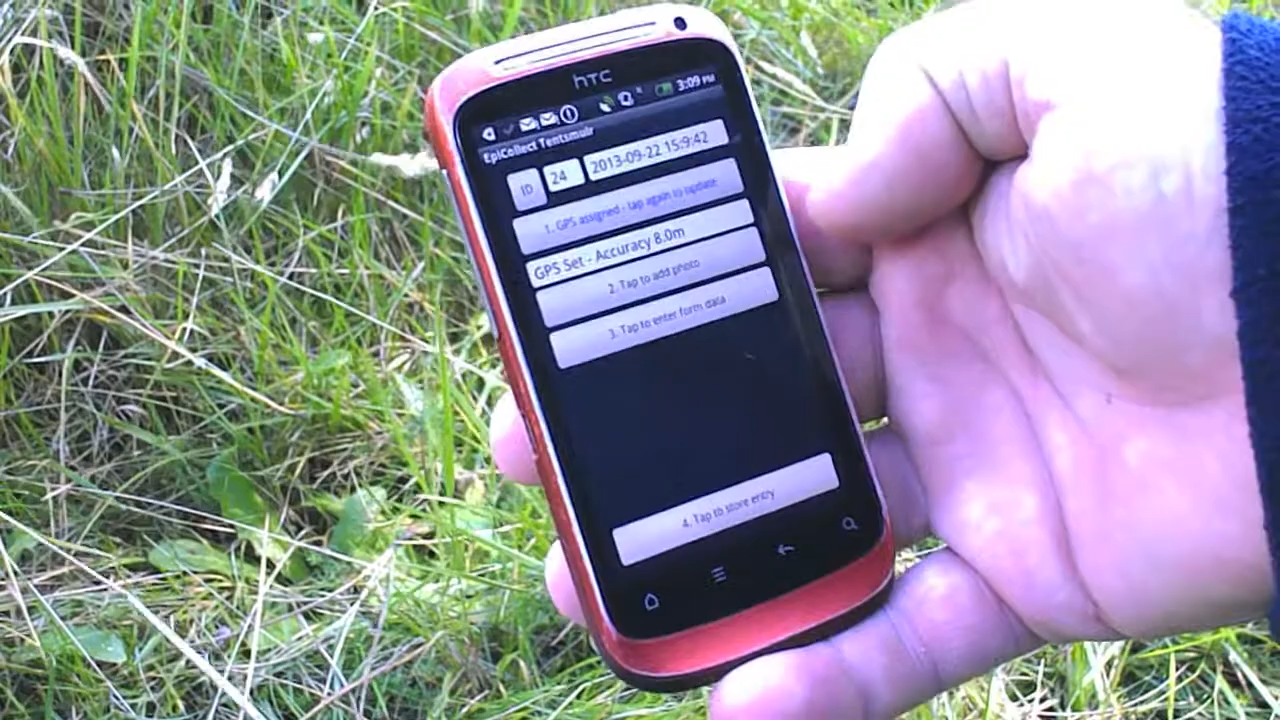 hTC
3:09 PM
EpiCollect Tentsmuir
ID 24 2013-09-22 15:9:42
1. GPS assigned - tap again to update
GPS Set - Accuracy 8.0m
2. Tap to add photo
3. Tap to enter form data
4. Tap to store entry